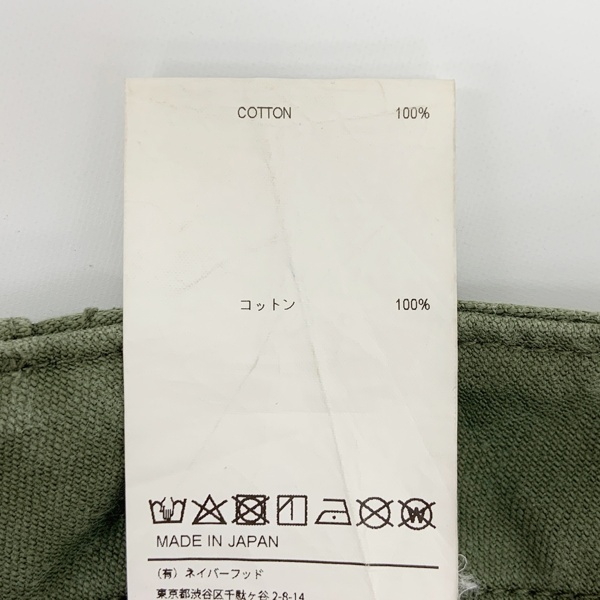 COTTON 100%
コットン 100%
MADE IN JAPAN
(有) ネイバーフッド
東京都渋谷区千駄ヶ谷 2-8-14